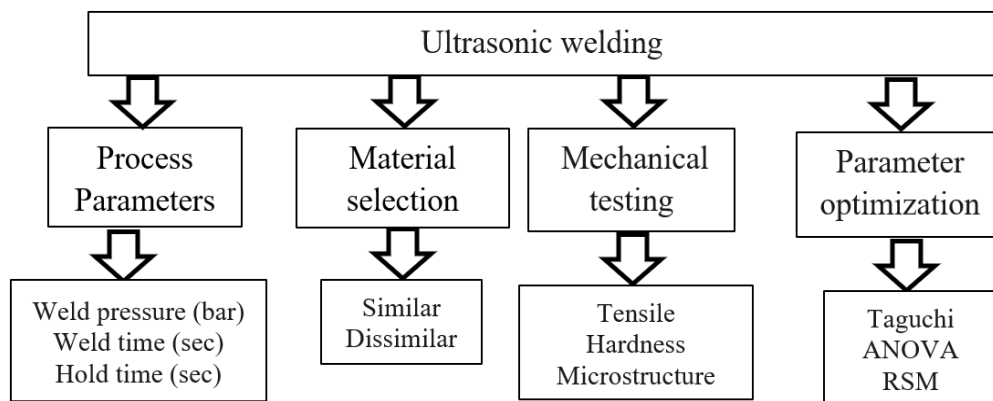 Ultrasonic welding
Process
Parameters
Material
selection
Mechanical
testing
Parameter
optimization
Weld pressure (bar)
Weld time (sec)
Hold time (sec)
Similar
Dissimilar
Tensile
Hardness
Microstructure
Taguchi
ANOVA
RSM